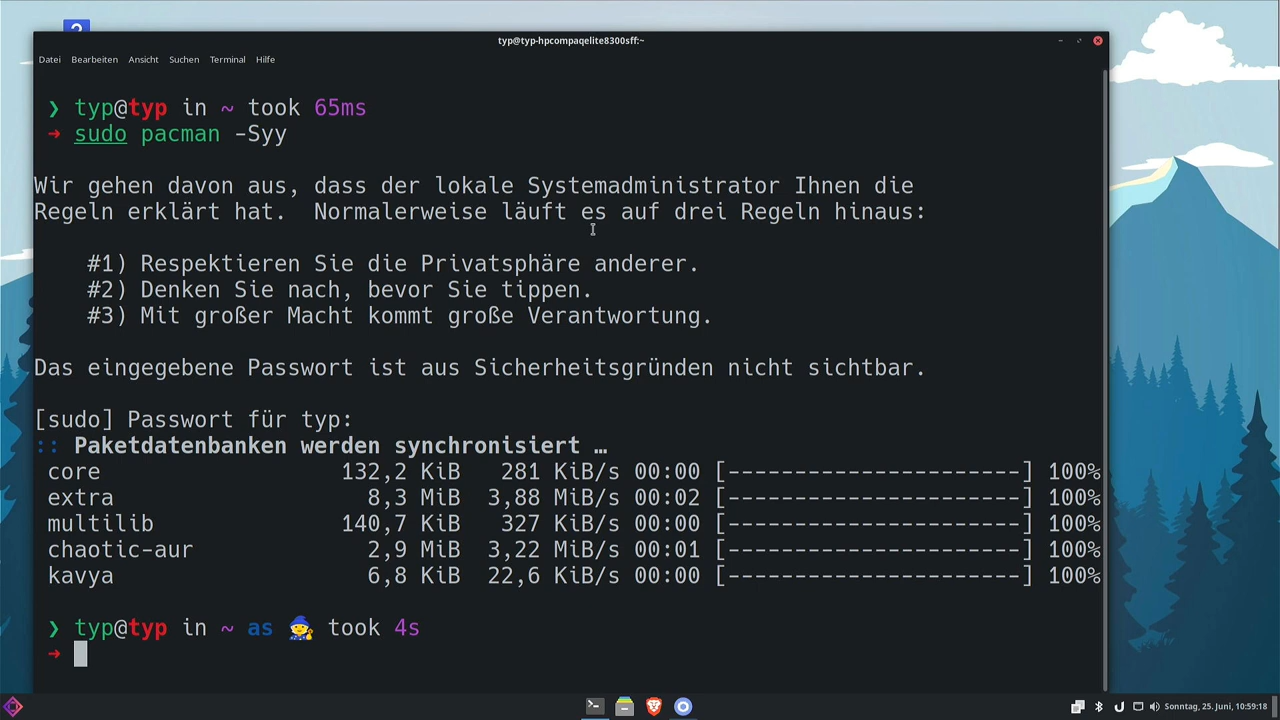 ?
typ@typ-hpcompaqelite8300sff:~
Datei Bearbeiten Ansicht Suchen Terminal Hilfe
❯ typ@typ in ~ took 65ms
➜ sudo pacman -Syy
Wir gehen davon aus, dass der lokale Systemadministrator Ihnen die
Regeln erklärt hat.  Normalerweise läuft es auf drei Regeln hinaus:
#1) Respektieren Sie die Privatsphäre anderer.
#2) Denken Sie nach, bevor Sie tippen.
#3) Mit großer Macht kommt große Verantwortung.
Das eingegebene Passwort ist aus Sicherheitsgründen nicht sichtbar.
[sudo] Passwort für typ:
:: Paketdatenbanken werden synchronisiert …
core 132,2 KiB 281 KiB/s 00:00 [----------------------] 100%
extra 8,3 MiB 3,88 MiB/s 00:02 [----------------------] 100%
multilib 140,7 KiB 327 KiB/s 00:00 [----------------------] 100%
chaotic-aur 2,9 MiB 3,22 MiB/s 00:01 [----------------------] 100%
kavya 6,8 KiB 22,6 KiB/s 00:00 [----------------------] 100%
❯ typ@typ in ~ as 🧙 took 4s
➜
Sonntag, 25. Juni, 10:59:18